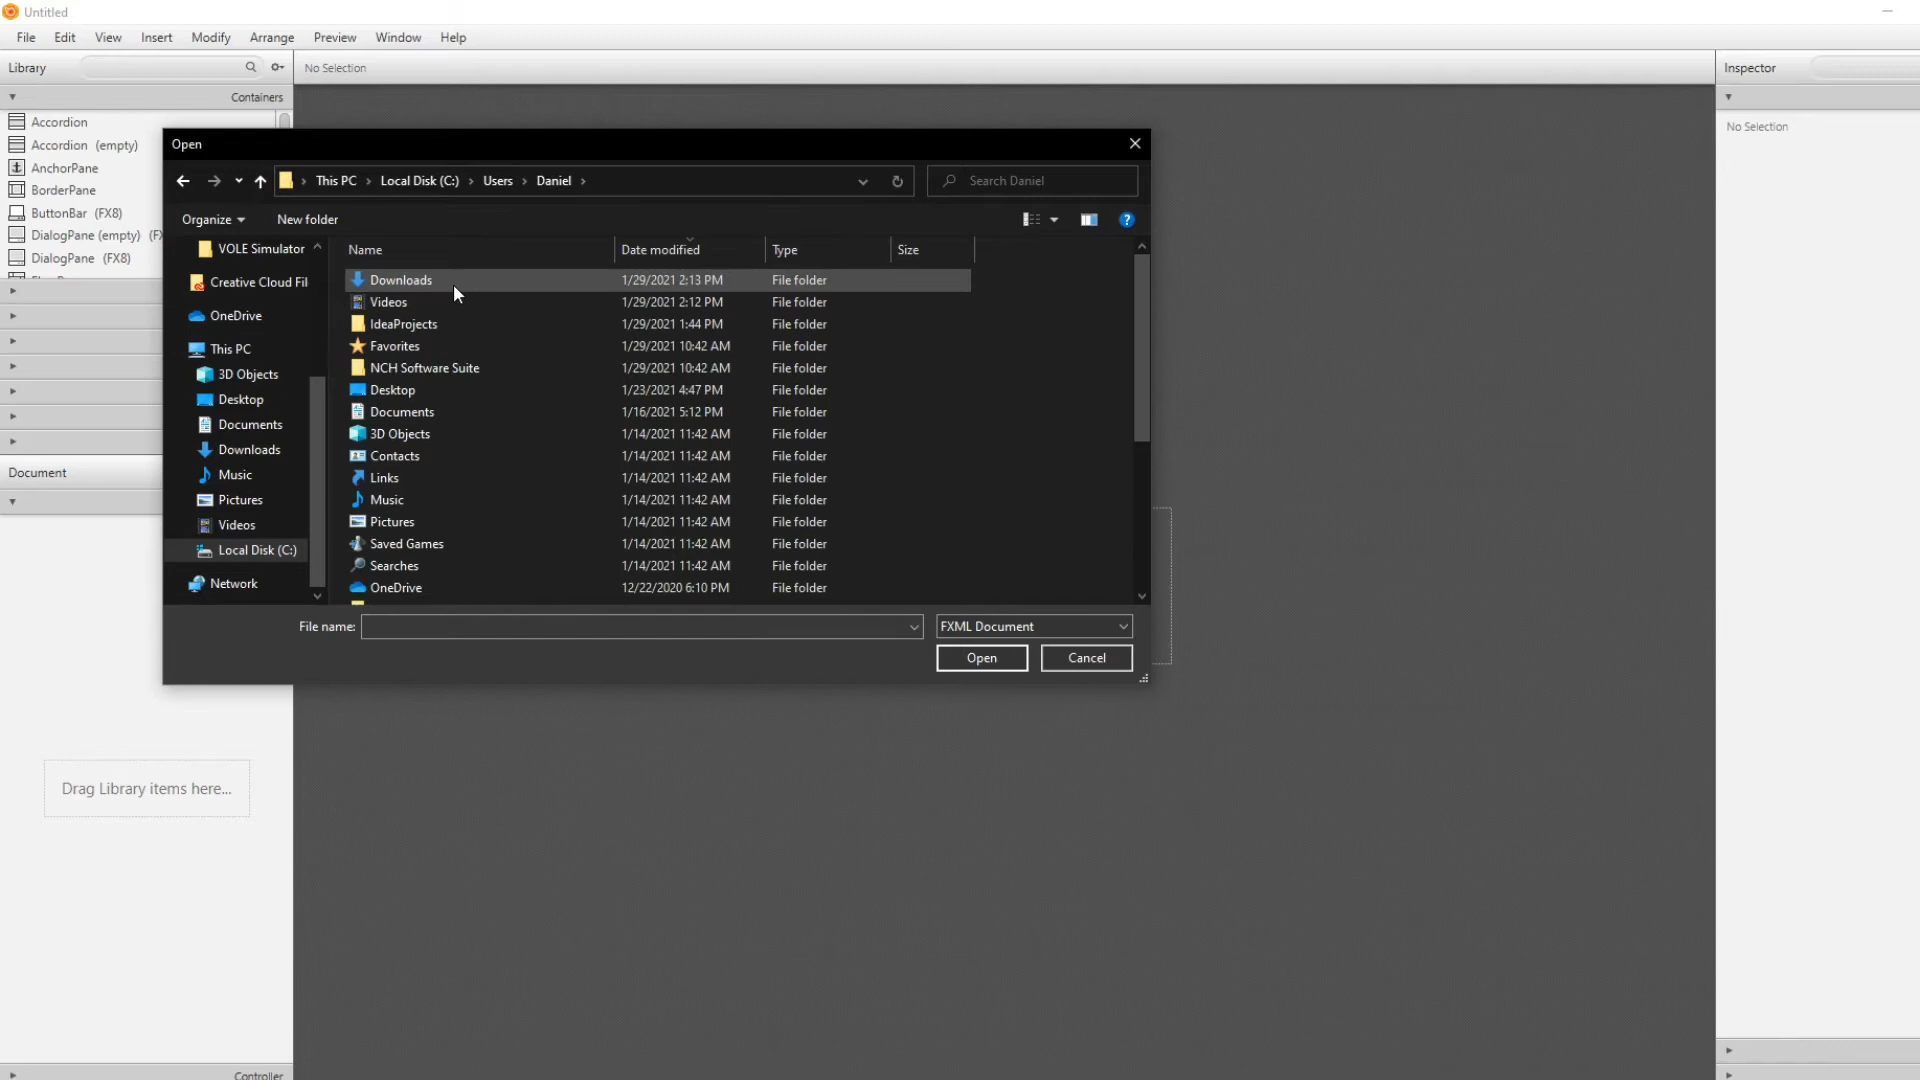 Untitled
File Edit View Insert Modify Arrange Preview Window Help
Library
No Selection
Inspector
Containers
Accordion
Accordion (empty)
AnchorPane
BorderPane
ButtonBar (FX8)
DialogPane (empty) (FX
DialogPane (FX8)
No Selection
Open
This PC › Local Disk (C:) › Users › Daniel ›
Search Daniel
Organize
New folder
VOLE Simulator
Creative Cloud Fil
OneDrive
This PC
3D Objects
Desktop
Documents
Downloads
Music
Pictures
Videos
Local Disk (C:)
Network
Name Date modified Type Size
Downloads 1/29/2021 2:13 PM File folder
Videos 1/29/2021 2:12 PM File folder
IdeaProjects 1/29/2021 1:44 PM File folder
Favorites 1/29/2021 10:42 AM File folder
NCH Software Suite 1/29/2021 10:42 AM File folder
Desktop 1/23/2021 4:47 PM File folder
Documents 1/16/2021 5:12 PM File folder
3D Objects 1/14/2021 11:42 AM File folder
Contacts 1/14/2021 11:42 AM File folder
Links 1/14/2021 11:42 AM File folder
Music 1/14/2021 11:42 AM File folder
Pictures 1/14/2021 11:42 AM File folder
Saved Games 1/14/2021 11:42 AM File folder
Searches 1/14/2021 11:42 AM File folder
OneDrive 12/22/2020 6:10 PM File folder
File name:
FXML Document
Open
Cancel
Document
Drag Library items here...
Controller